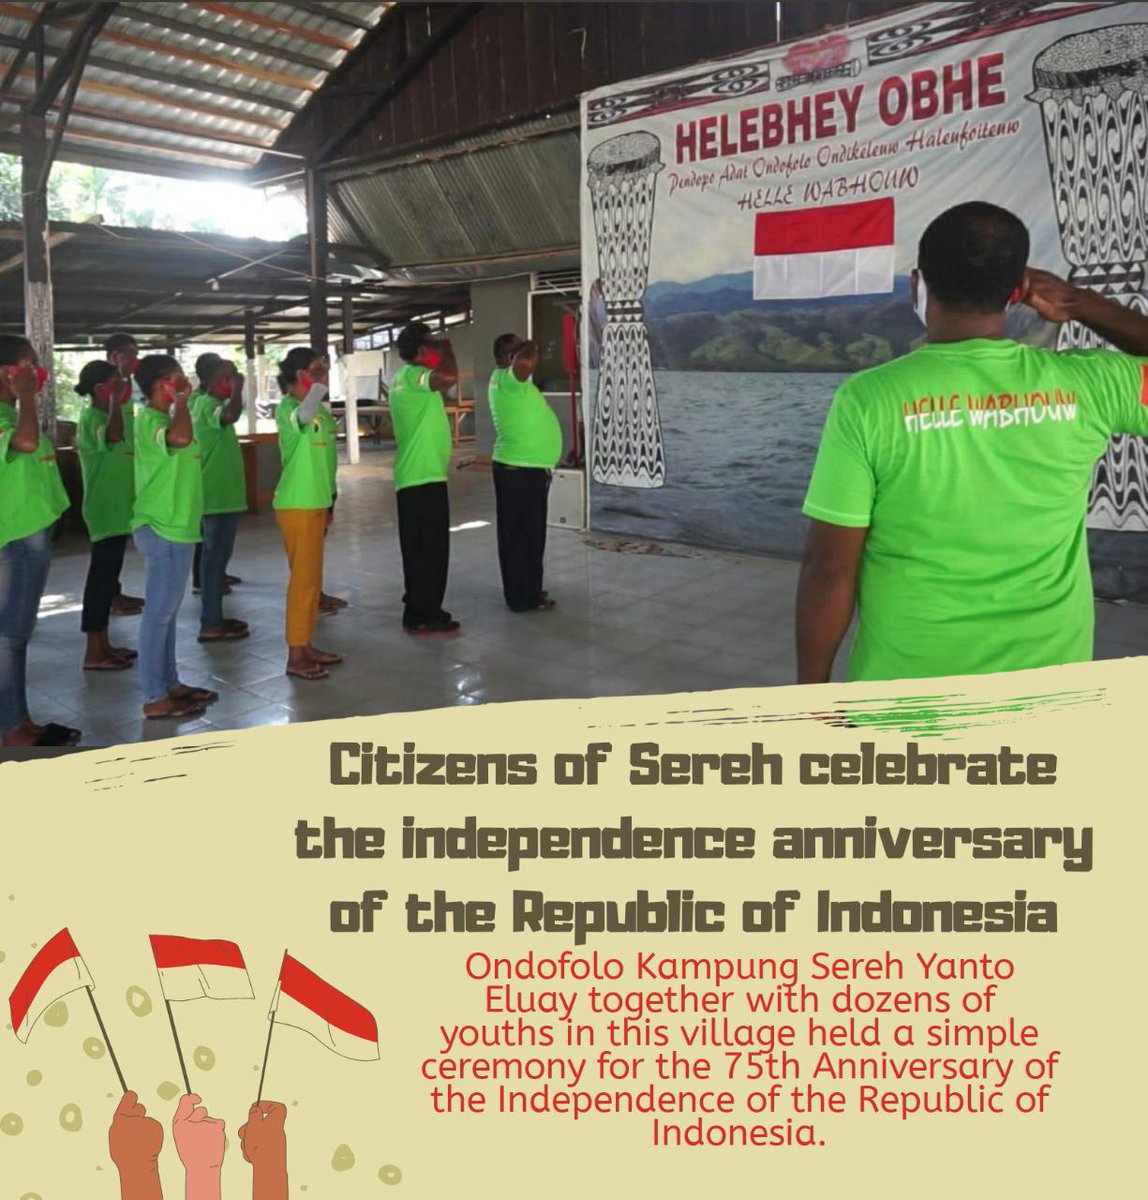 HELEBHEY OBHE
Pendopo Adat Ondofolo Ondikeleuw Haleufoiteuw
HELLE WABHOUW
HELLE WABHOUW
Citizens of Sereh celebrate
the independence anniversary
of the Republic of Indonesia
Ondofolo Kampung Sereh Yanto
Eluay together with dozens of
youths in this village held a simple
ceremony for the 75th Anniversary of
the Independence of the Republic of
Indonesia.